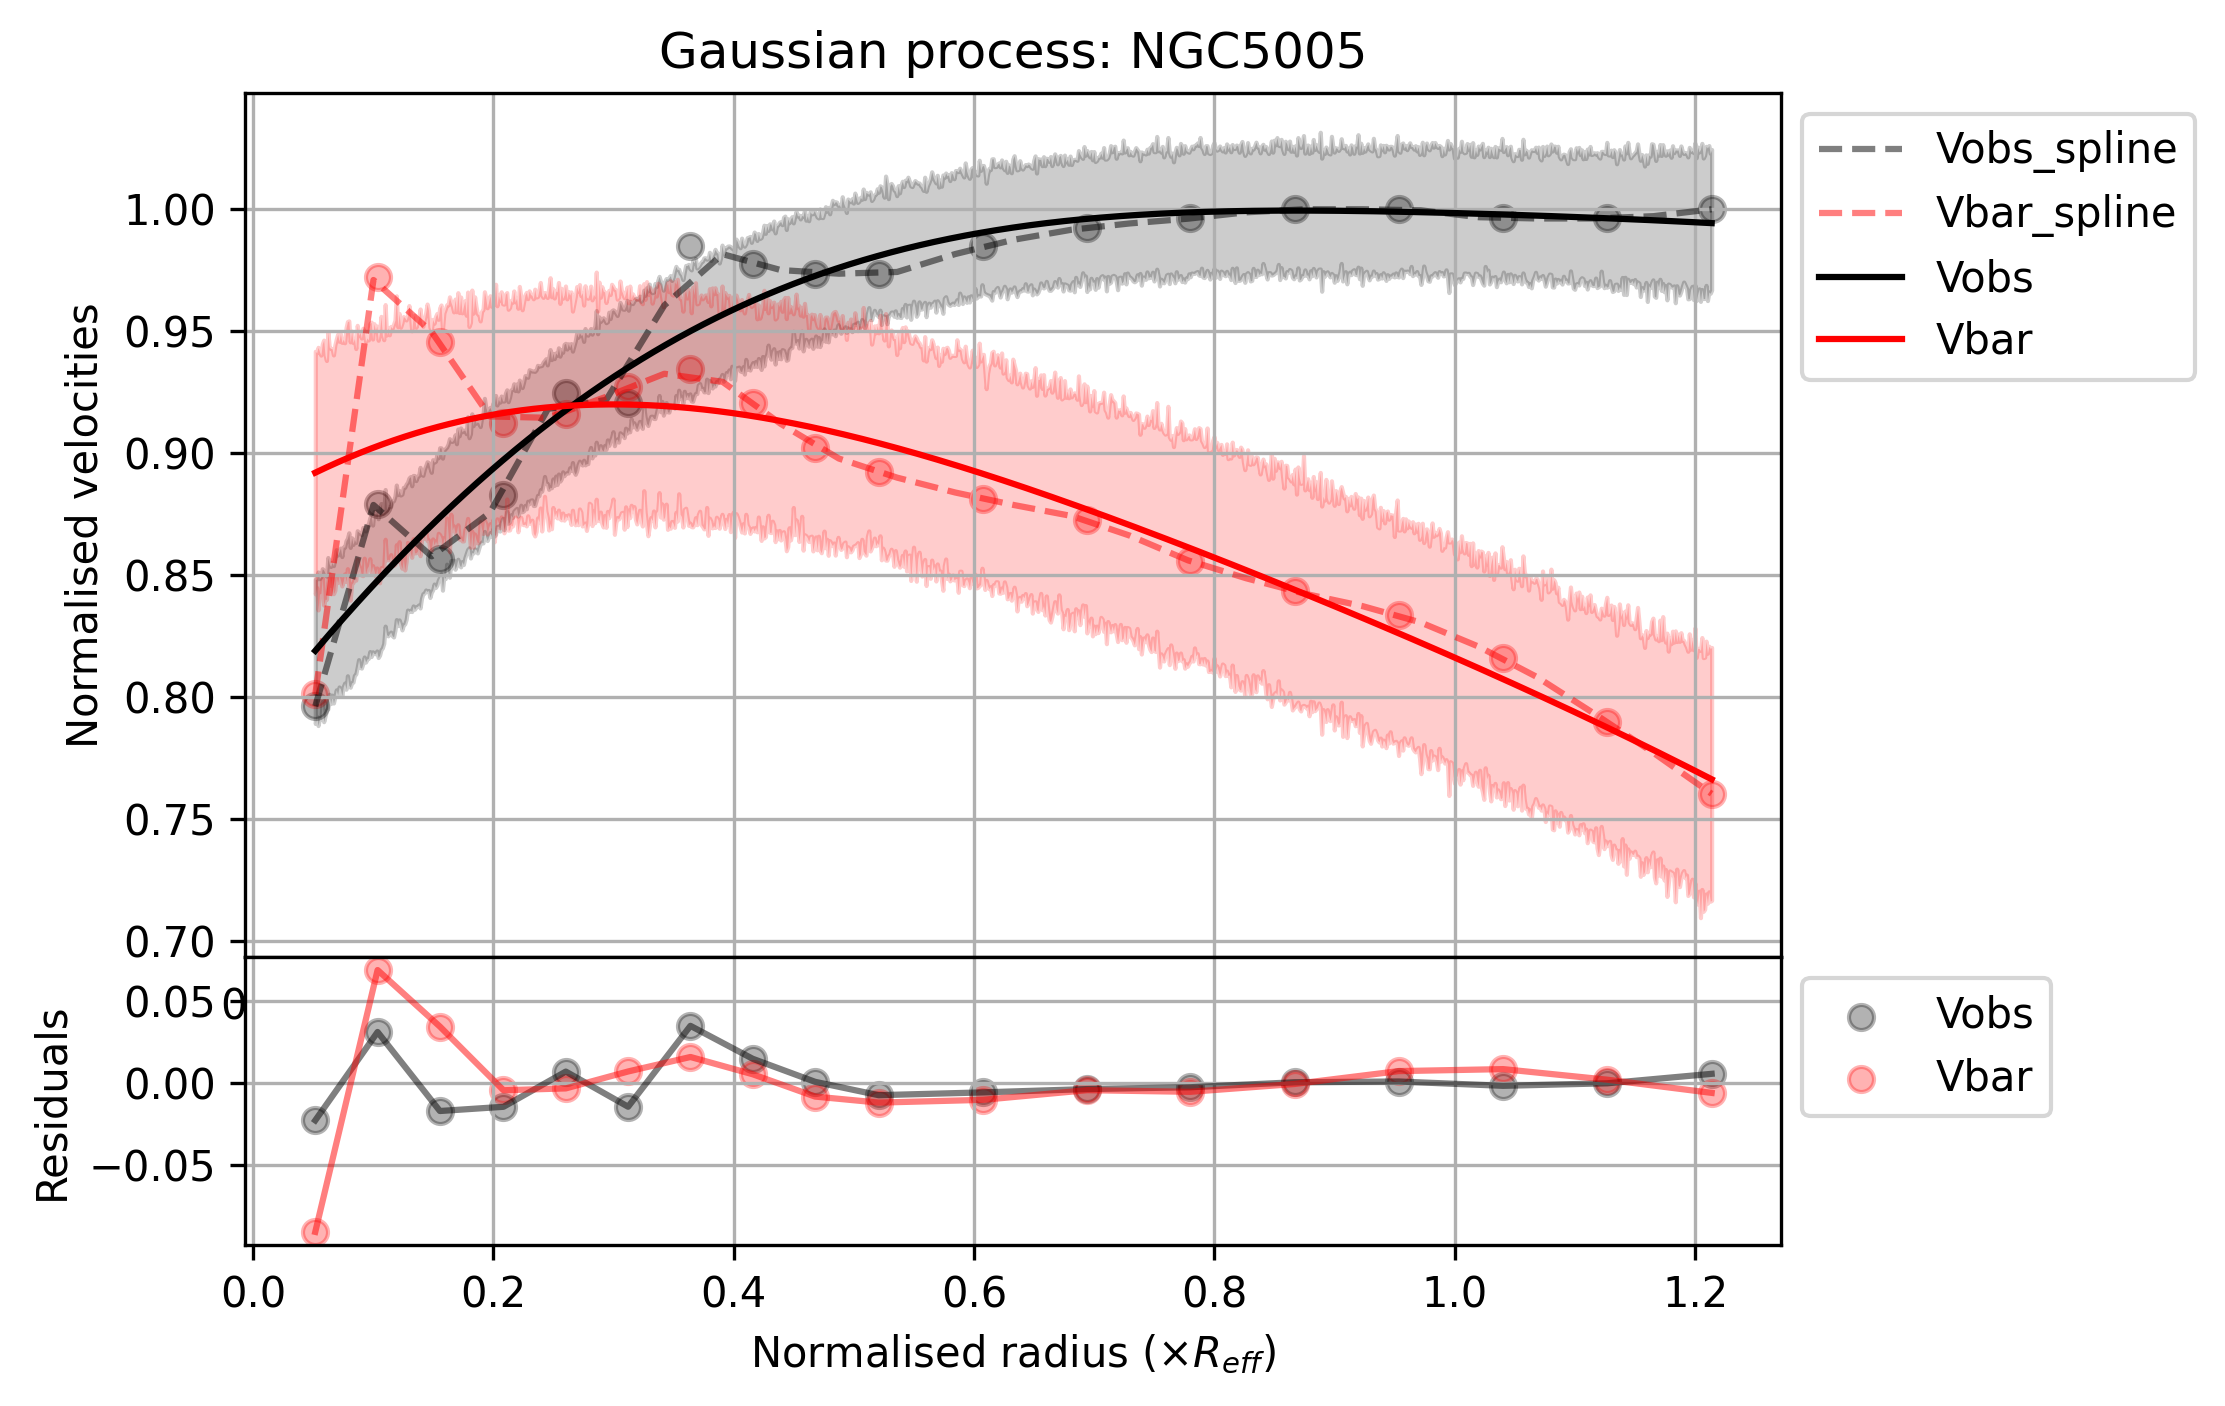 Gaussian process: NGC5005
Normalised velocities
1.00
0.95
0.90
0.85
0.80
0.75
0.70
Vobs_spline
Vbar_spline
Vobs
Vbar
Residuals
0.05
0
0.00
−0.05
Vobs
Vbar
0.0 0.2 0.4 0.6 0.8 1.0 1.2
Normalised radius (×R_eff)